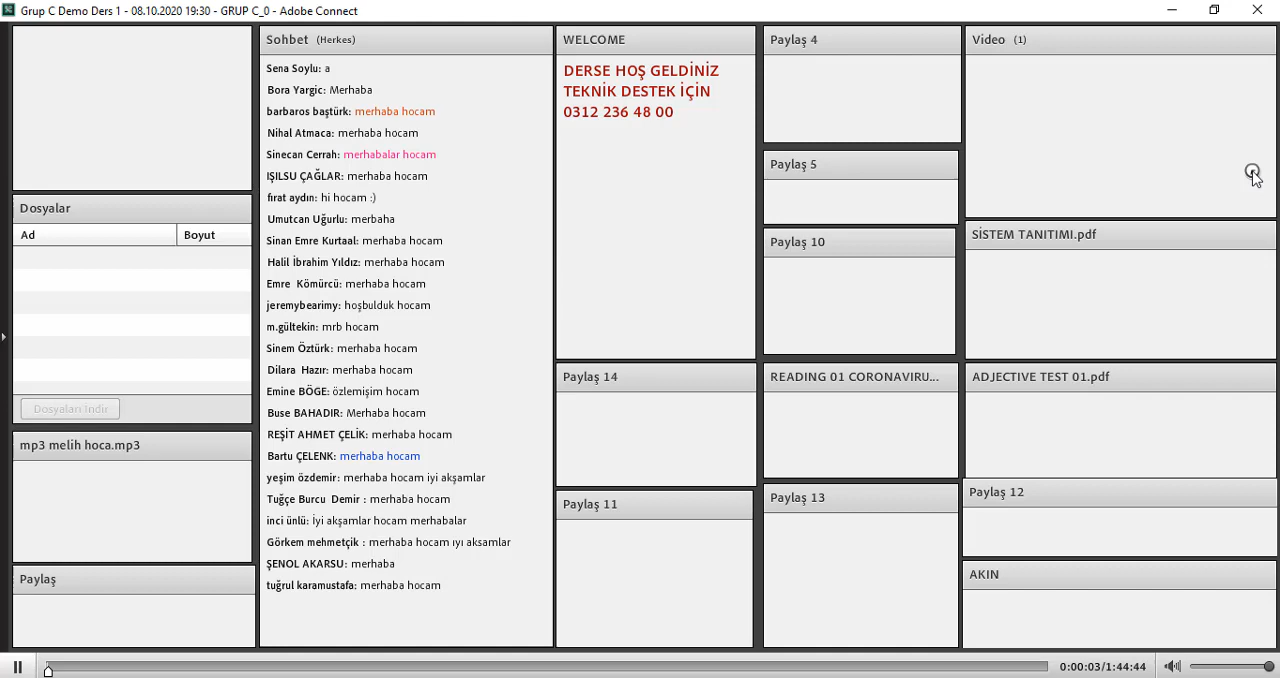 Grup C Demo Ders 1 - 08.10.2020 19:30 - GRUP C_0 - Adobe Connect
Dosyalar
Ad Boyut
Dosyaları İndir
mp3 melih hoca.mp3
Paylaş
Sohbet (Herkes)
Sena Soylu: a
Bora Yargic: Merhaba
barbaros baştürk: merhaba hocam
Nihal Atmaca: merhaba hocam
Sinecan Cerrah: merhabalar hocam
IŞILSU ÇAĞLAR: merhaba hocam
fırat aydın: hi hocam :)
Umutcan Uğurlu: merbaha
Sinan Emre Kurtaal: merhaba hocam
Halil İbrahim Yıldız: merhaba hocam
Emre Kömürcü: merhaba hocam
jeremybearimy: hoşbulduk hocam
m.gültekin: mrb hocam
Sinem Öztürk: merhaba hocam
Dilara Hazır: merhaba hocam
Emine BÖGE: özlemişim hocam
Buse BAHADIR: Merhaba hocam
REŞİT AHMET ÇELİK: merhaba hocam
Bartu ÇELENK: merhaba hocam
yeşim özdemir: merhaba hocam iyi akşamlar
Tuğçe Burcu Demir : merhaba hocam
inci ünlü: İyi akşamlar hocam merhabalar
Görkem mehmetçik : merhaba hocam ıyı aksamlar
ŞENOL AKARSU: merhaba
tuğrul karamustafa: merhaba hocam
WELCOME
DERSE HOŞ GELDİNİZ
TEKNİK DESTEK İÇİN
0312 236 48 00
Paylaş 14
Paylaş 11
Paylaş 4
Paylaş 5
Paylaş 10
READING 01 CORONAVIRU...
Paylaş 13
Video (1)
SİSTEM TANITIMI.pdf
ADJECTIVE TEST 01.pdf
Paylaş 12
AKIN
0:00:03/1:44:44